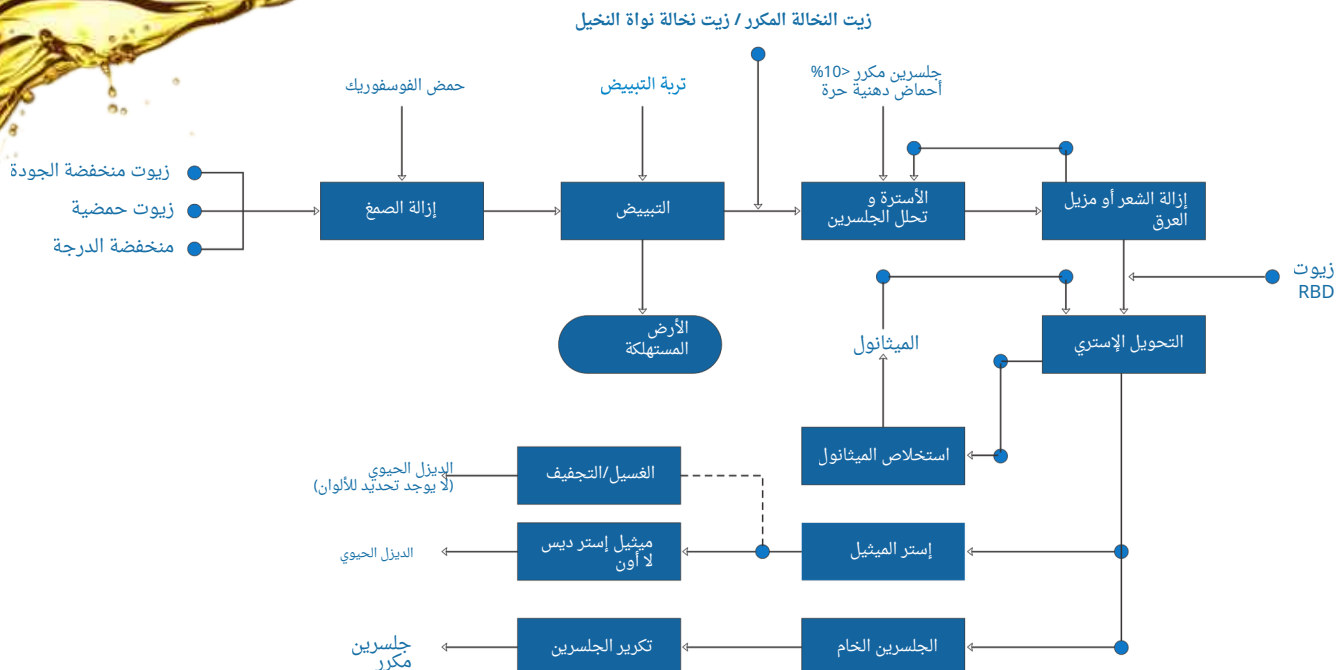 زيت النخالة المكرر / زيت نخالة نواة النخيل
حمض الفوسفوريك
تربة التبييض
جلسرين مكرر <10%
أحماض دهنية حرة
زيوت منخفضة الجودة
زيوت حمضية
منخفضة الدرجة
إزالة الصمغ
التبييض
الأسترة و
تحلل الجلسرين
إزالة الشعر أو مزيل
العرق
زيوت
RBD
الأرض
المستهلكة
الميثانول
التحويل الإستري
استخلاص الميثانول
الغسيل/التجفيف
الديزل الحيوي
(لا يوجد تحديد للألوان)
إستر الميثيل
ميثيل إستر ديس
لا أون
الديزل الحيوي
الجلسرين الخام
تكرير الجلسرين
جلسرين
مكرر